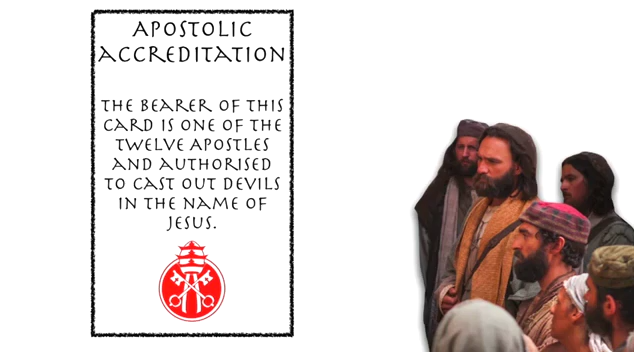 APOSTOLIC
ACCREDITATION
THE BEARER OF THIS
CARD IS ONE OF THE
TWELVE APOSTLES
AND AUTHORISED
TO CAST OUT DEVILS
IN THE NAME OF
JESUS.